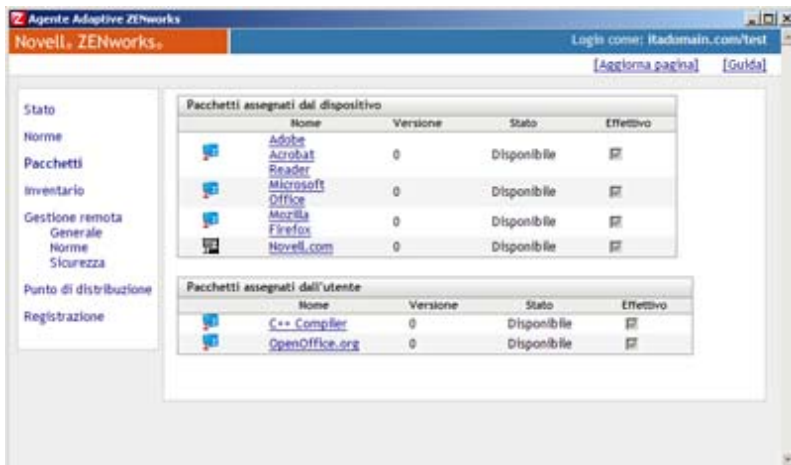 Agente Adaptive ZENworks
Novell® ZENworks®
Login come: itadomain.com/test
[Aggiorna pagina] [Guida]
Stato
Norme
Pacchetti
Inventario
Gestione remota
Generale
Norme
Sicurezza
Punto di distribuzione
Registrazione
Pacchetti assegnati dal dispositivo
Nome Versione Stato Effettivo
Adobe
Acrobat
Reader
0 Disponibile
Microsoft
Office
0 Disponibile
Mozilla
Firefox
0 Disponibile
Novell.com 0 Disponibile
Pacchetti assegnati dall'utente
Nome Versione Stato Effettivo
C++ Compiler 0 Disponibile
OpenOffice.org 0 Disponibile